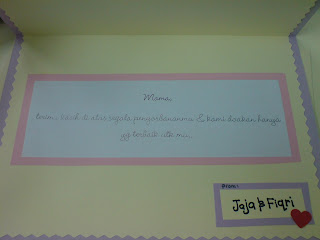 Mama,
terima kasih di atas segala pengorbananmu & kami doakan hanya
yg terbaik utk mu..
From:
Jaja & Fiqri